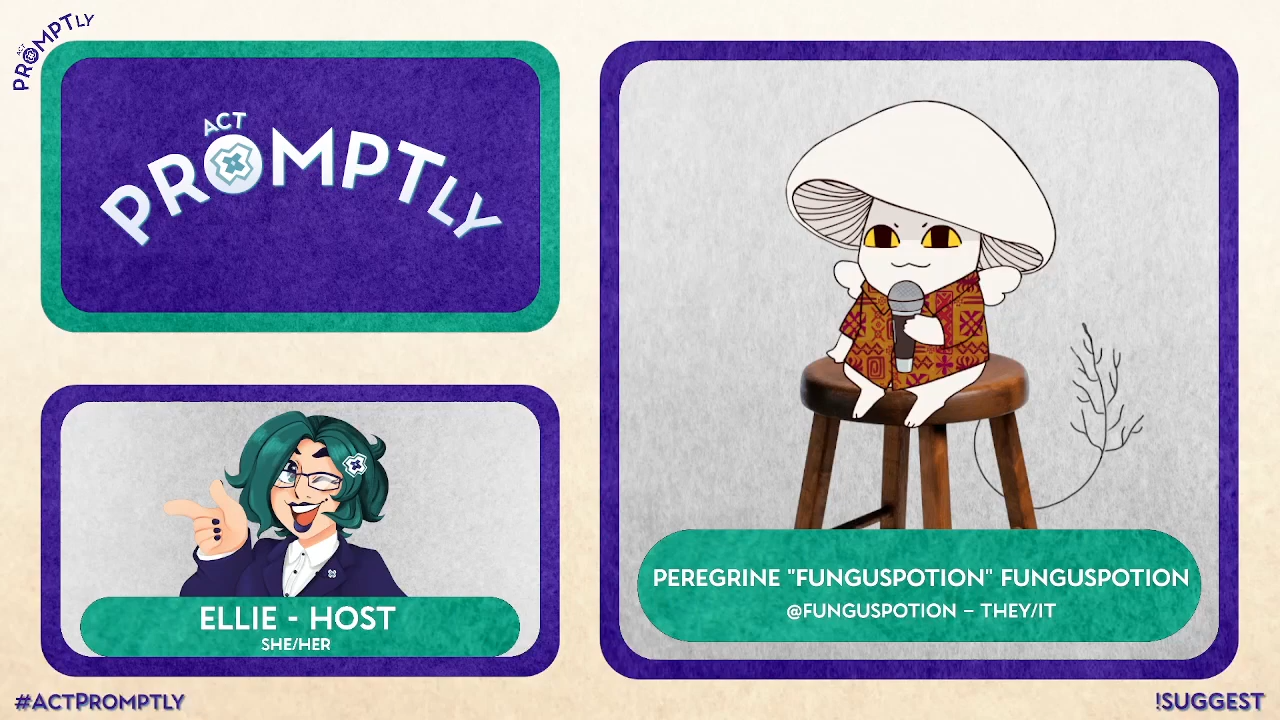 ACT
PROMPTLY
ACT
PROMPTLY
ELLIE - HOST
SHE/HER
PEREGRINE "FUNGUSPOTION" FUNGUSPOTION
@FUNGUSPOTION – THEY/IT
#ACTPROMPTLY
!SUGGEST